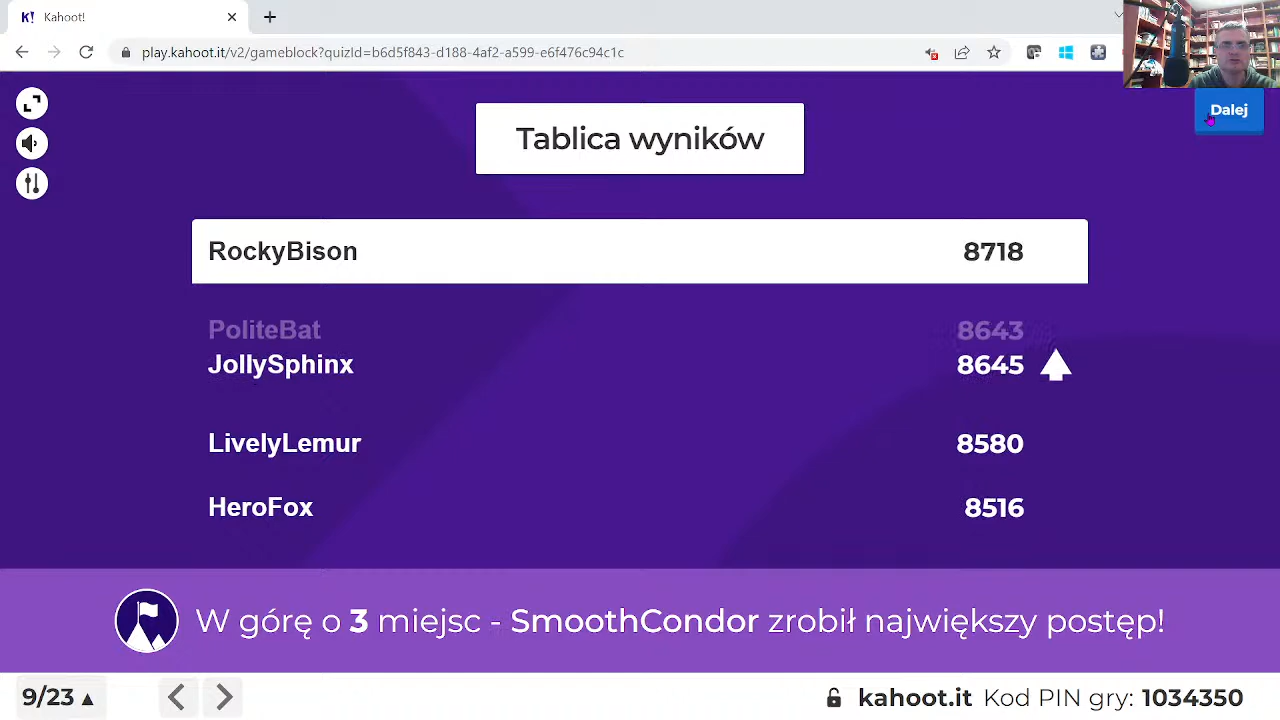 K! Kahoot!
play.kahoot.it/v2/gameblock?quizId=b6d5f843-d188-4af2-a599-e6f476c94c1c
Dalej
Tablica wyników
RockyBison 8718
PoliteBat 8643
JollySphinx 8645
LivelyLemur 8580
HeroFox 8516
W górę o 3 miejsc - SmoothCondor zrobił największy postęp!
9/23 kahoot.it Kod PIN gry: 1034350